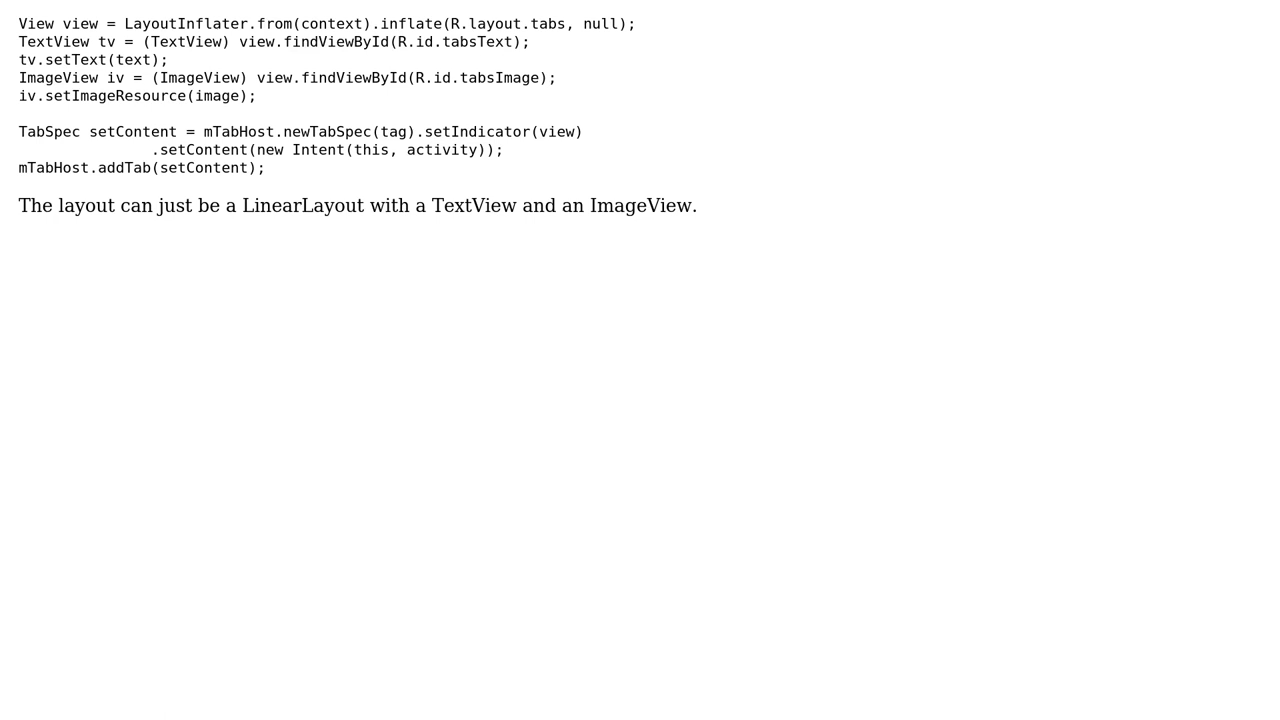 View view = LayoutInflater.from(context).inflate(R.layout.tabs, null);
TextView tv = (TextView) view.findViewById(R.id.tabsText);
tv.setText(text);
ImageView iv = (ImageView) view.findViewById(R.id.tabsImage);
iv.setImageResource(image);

TabSpec setContent = mTabHost.newTabSpec(tag).setIndicator(view)
               .setContent(new Intent(this, activity));
mTabHost.addTab(setContent);

The layout can just be a LinearLayout with a TextView and an ImageView.